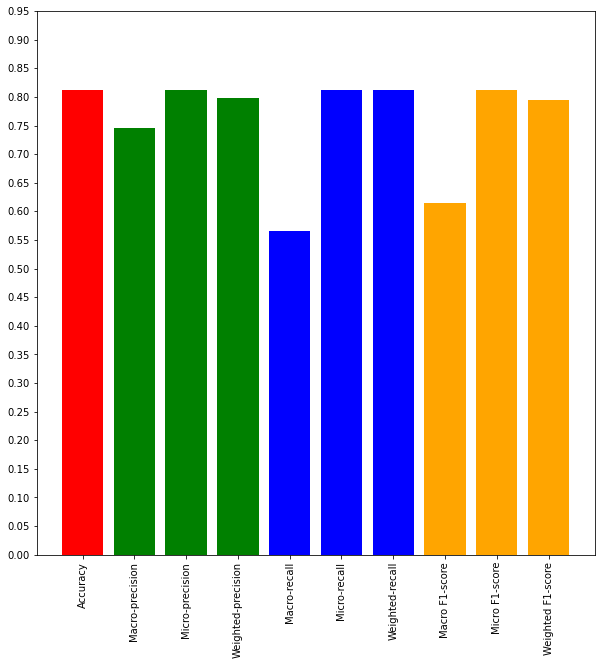 0.95
0.90
0.85
0.80
0.75
0.70
0.65
0.60
0.55
0.50
0.45
0.40
0.35
0.30
0.25
0.20
0.15
0.10
0.05
0.00
Accuracy
Macro-precision
Micro-precision
Weighted-precision
Macro-recall
Micro-recall
Weighted-recall
Macro F1-score
Micro F1-score
Weighted F1-score